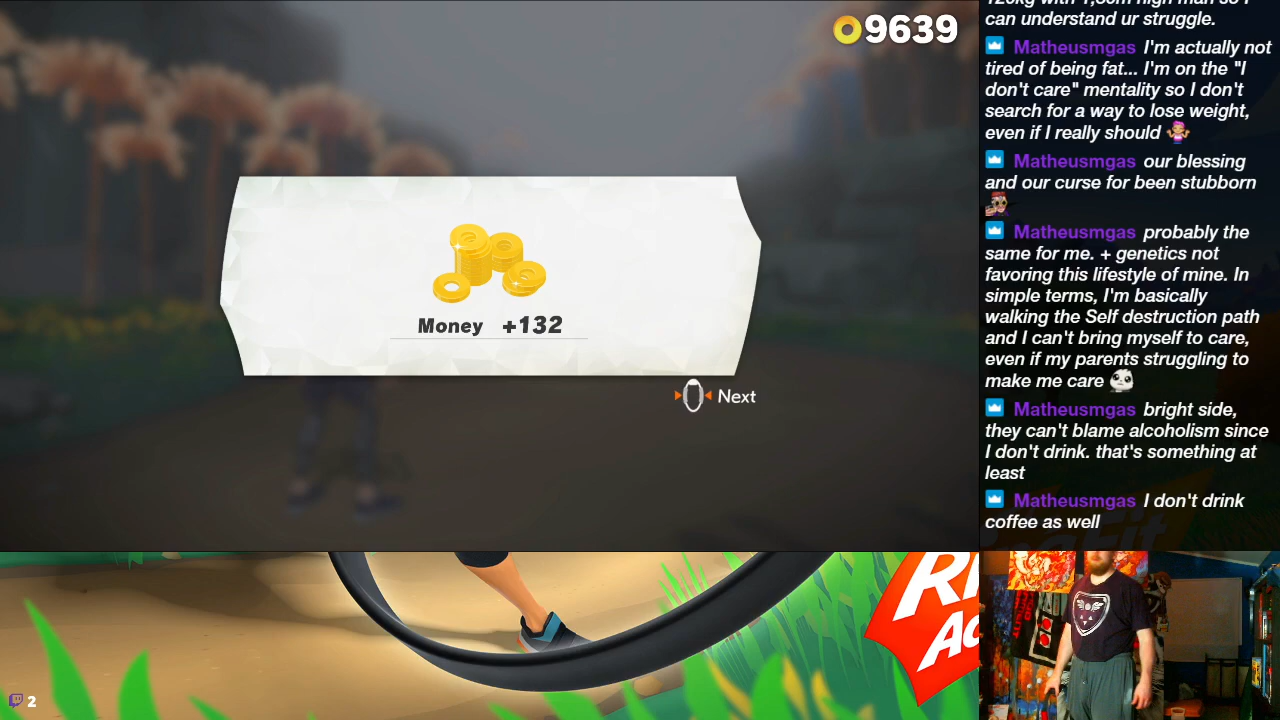 9639
Money +132
Next
can understand ur struggle.
Matheusmgas I'm actually not
tired of being fat... I'm on the "I
don't care" mentality so I don't
search for a way to lose weight,
even if I really should
Matheusmgas our blessing
and our curse for been stubborn
Matheusmgas probably the
same for me. + genetics not
favoring this lifestyle of mine. In
simple terms, I'm basically
walking the Self destruction path
and I can't bring myself to care,
even if my parents struggling to
make me care
Matheusmgas bright side,
they can't blame alcoholism since
I don't drink. that's something at
least
Matheusmgas I don't drink
coffee as well
2